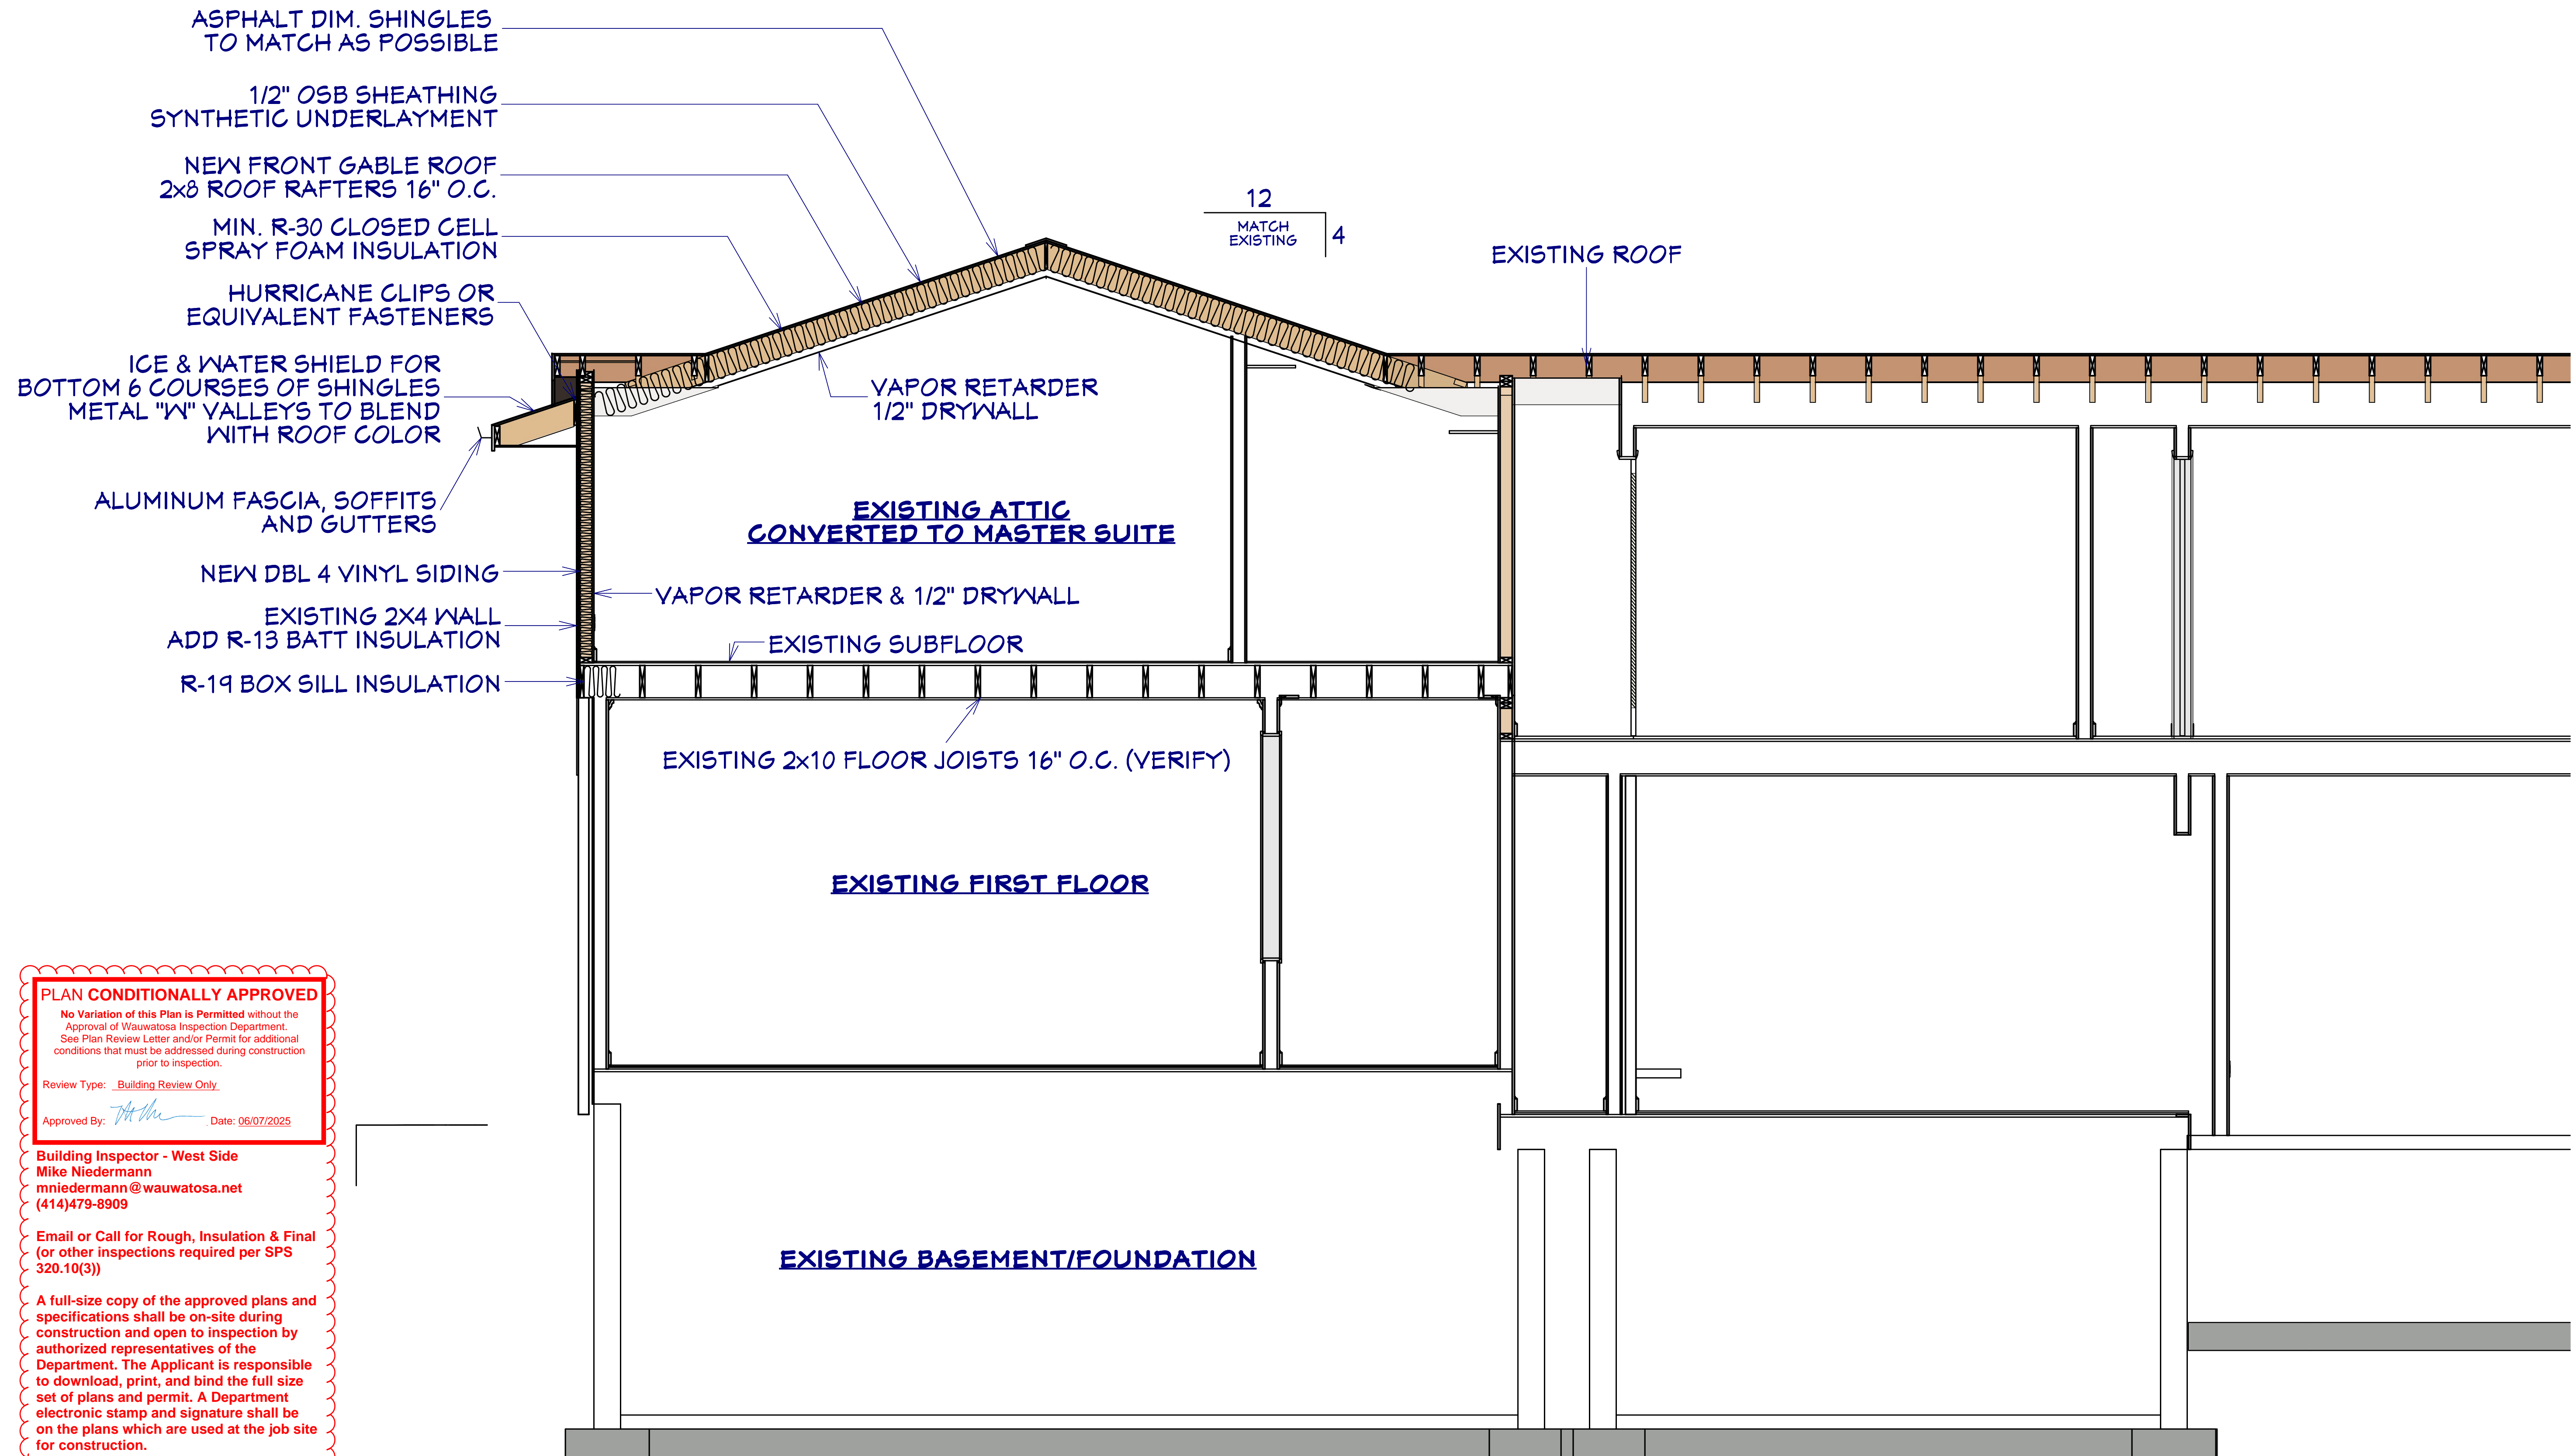 ASPHALT DIM. SHINGLES
TO MATCH AS POSSIBLE
1/2" OSB SHEATHING
SYNTHETIC UNDERLAYMENT
NEW FRONT GABLE ROOF
2x8 ROOF RAFTERS 16" O.C.
MIN. R-30 CLOSED CELL
SPRAY FOAM INSULATION
HURRICANE CLIPS OR
EQUIVALENT FASTENERS
ICE & WATER SHIELD FOR
BOTTOM 6 COURSES OF SHINGLES
METAL "W" VALLEYS TO BLEND
WITH ROOF COLOR
ALUMINUM FASCIA, SOFFITS
AND GUTTERS
NEW DBL 4 VINYL SIDING
EXISTING 2X4 WALL
ADD R-13 BATT INSULATION
R-19 BOX SILL INSULATION
12
MATCH
EXISTING
4
EXISTING ROOF
VAPOR RETARDER
1/2" DRYWALL
EXISTING ATTIC
CONVERTED TO MASTER SUITE
VAPOR RETARDER & 1/2" DRYWALL
EXISTING SUBFLOOR
EXISTING 2x10 FLOOR JOISTS 16" O.C. (VERIFY)
EXISTING FIRST FLOOR
EXISTING BASEMENT/FOUNDATION
PLAN CONDITIONALLY APPROVED
No Variation of this Plan is Permitted without the
Approval of Wauwatosa Inspection Department.
See Plan Review Letter and/or Permit for additional
conditions that must be addressed during construction
prior to inspection.
Review Type: Building Review Only
Approved By: Date: 06/07/2025
Building Inspector - West Side
Mike Niedermann
mniedermann@wauwatosa.net
(414)479-8909
Email or Call for Rough, Insulation & Final
(or other inspections required per SPS
320.10(3))
A full-size copy of the approved plans and
specifications shall be on-site during
construction and open to inspection by
authorized representatives of the
Department. The Applicant is responsible
to download, print, and bind the full size
set of plans and permit. A Department
electronic stamp and signature shall be
on the plans which are used at the job site
for construction.